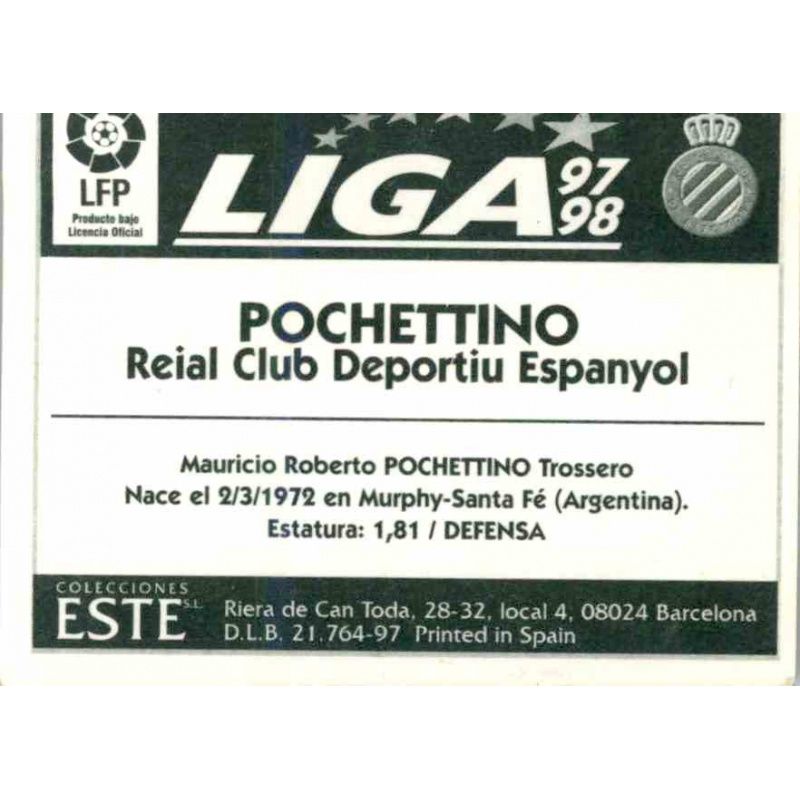 LFP
Producto bajo
Licencia Oficial
LIGA 97
98
POCHETTINO
Reial Club Deportiu Espanyol
Mauricio Roberto POCHETTINO Trossero
Nace el 2/3/1972 en Murphy-Santa Fé (Argentina).
Estatura: 1,81 / DEFENSA
COLECCIONES
ESTE S.L.
Riera de Can Toda, 28-32, local 4, 08024 Barcelona
D.L.B. 21.764-97 Printed in Spain